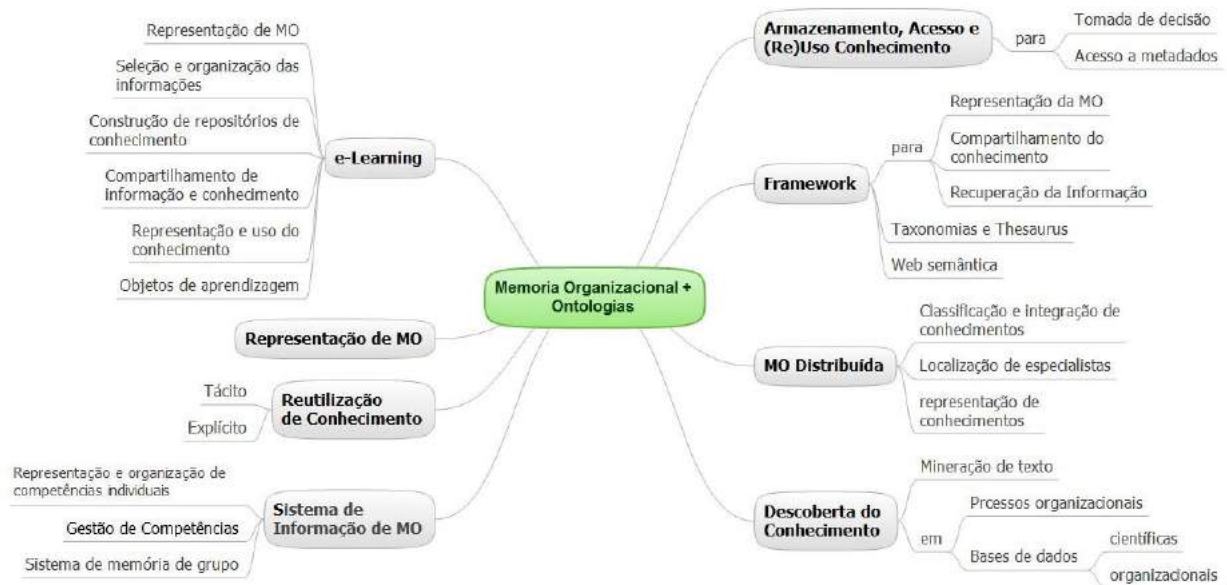 Memoria Organizacional +
Ontologias
Armazenamento, Acesso e
(Re)Uso Conhecimento
para
Tomada de decisão
Acesso a metadados
Framework
para
Representação da MO
Compartilhamento do
conhecimento
Recuperação da Informação
Taxonomias e Thesaurus
Web semântica
MO Distribuída
Classificação e integração de
conhecimentos
Localização de especialistas
representação de
conhecimentos
Descoberta do
Conhecimento
Mineração de texto
em
Prcessos organizacionais
Bases de dados
científicas
organizacionais
e-Learning
Representação de MO
Seleção e organização das
informações
Construção de repositórios de
conhecimento
Compartilhamento de
informação e conhecimento
Representação e uso do
conhecimento
Objetos de aprendizagem
Representação de MO
Reutilização
de Conhecimento
Tácito
Explícito
Sistema de
Informação de MO
Representação e organização de
competências individuais
Gestão de Competências
Sistema de memória de grupo